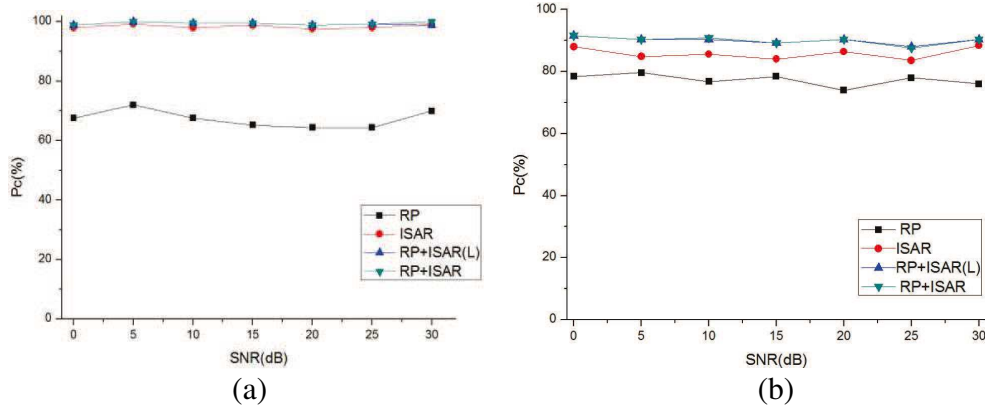 100
80
60
40
20
0
Pc(%)
0 5 10 15 20 25 30
SNR(dB)
RP
ISAR
RP+ISAR(L)
RP+ISAR
(a)
100
80
60
40
20
0
Pc(%)
0 5 10 15 20 25 30
SNR(dB)
RP
ISAR
RP+ISAR(L)
RP+ISAR
(b)